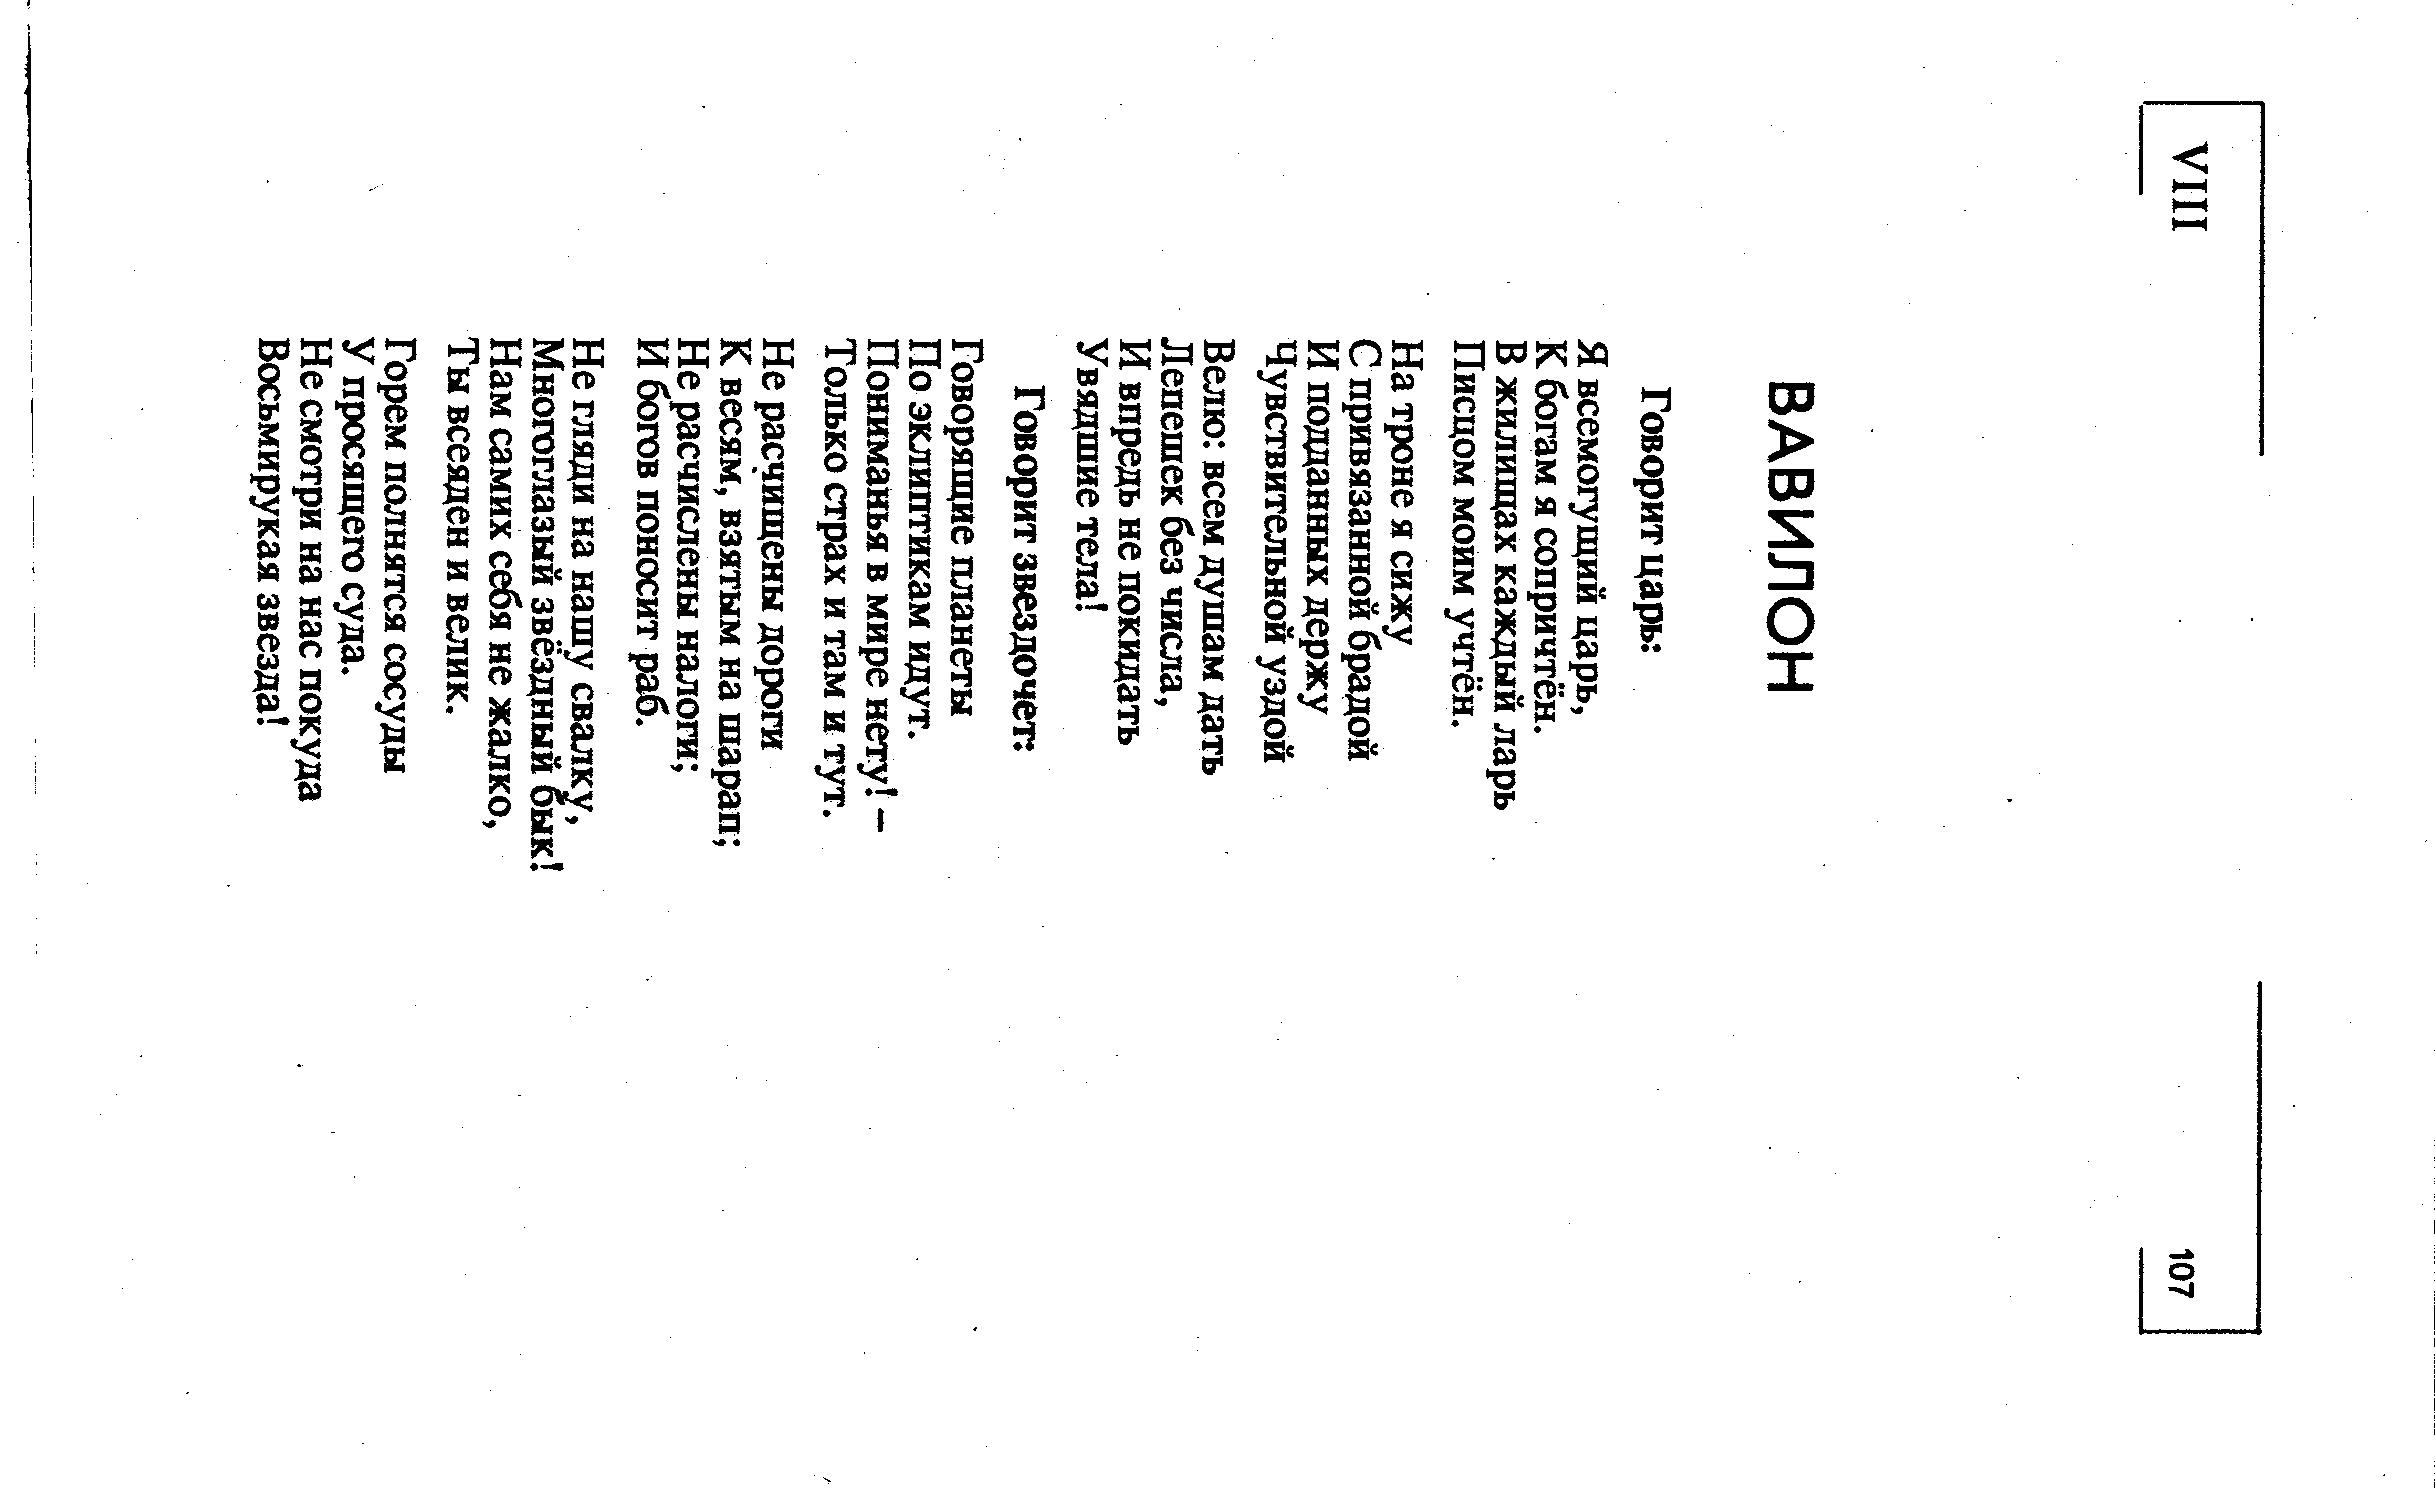 VIII
107
ВАВИЛОН
Говорит царь:
Я всемогущий царь,
К богам я сопричтён.
В жилищах каждый ларь
Писцом моим учтён.
На троне я сижу
С привязанной брадой
И подданных держу
Чувствительной уздой
Велю: всем душам дать
Лепешек без числа,
И впредь не покидать
Увядшие тела!
Говорит звездочет:
Говорящие планеты
По эклиптикам идут.
Пониманья в мире нету! –
Только страх и там и тут.
Не расчищены дороги
К весям, взятым на шарап;
Не расчислены налоги;
И богов поносит раб.
Не гляди на нашу свалку,
Многоглазый звёздный бык!
Нам самих себя не жалко,
Ты всеяден и велик.
Горем полнятся сосуды
У просящего суда.
Не смотри на нас покуда
Восьмирукая звезда!